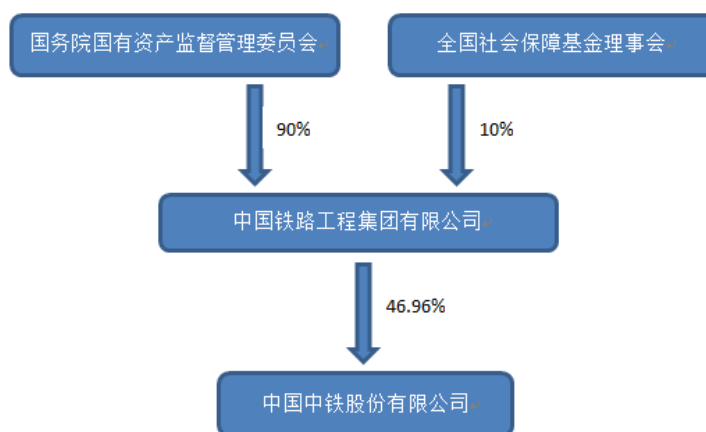 国务院国有资产监督管理委员会
全国社会保障基金理事会
90%
10%
中国铁路工程集团有限公司
46.96%
中国中铁股份有限公司